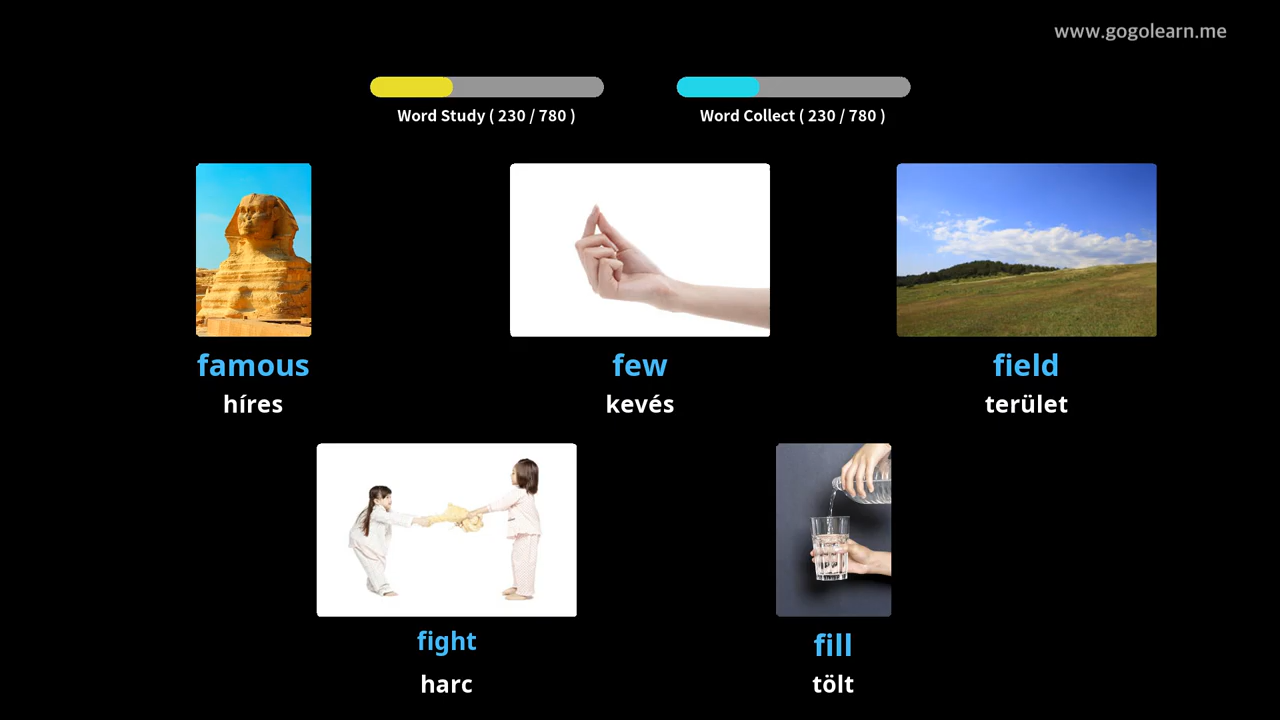 www.gogolearn.me
Word Study ( 230 / 780 )
Word Collect ( 230 / 780 )
famous
híres
few
kevés
field
terület
fight
harc
fill
tölt